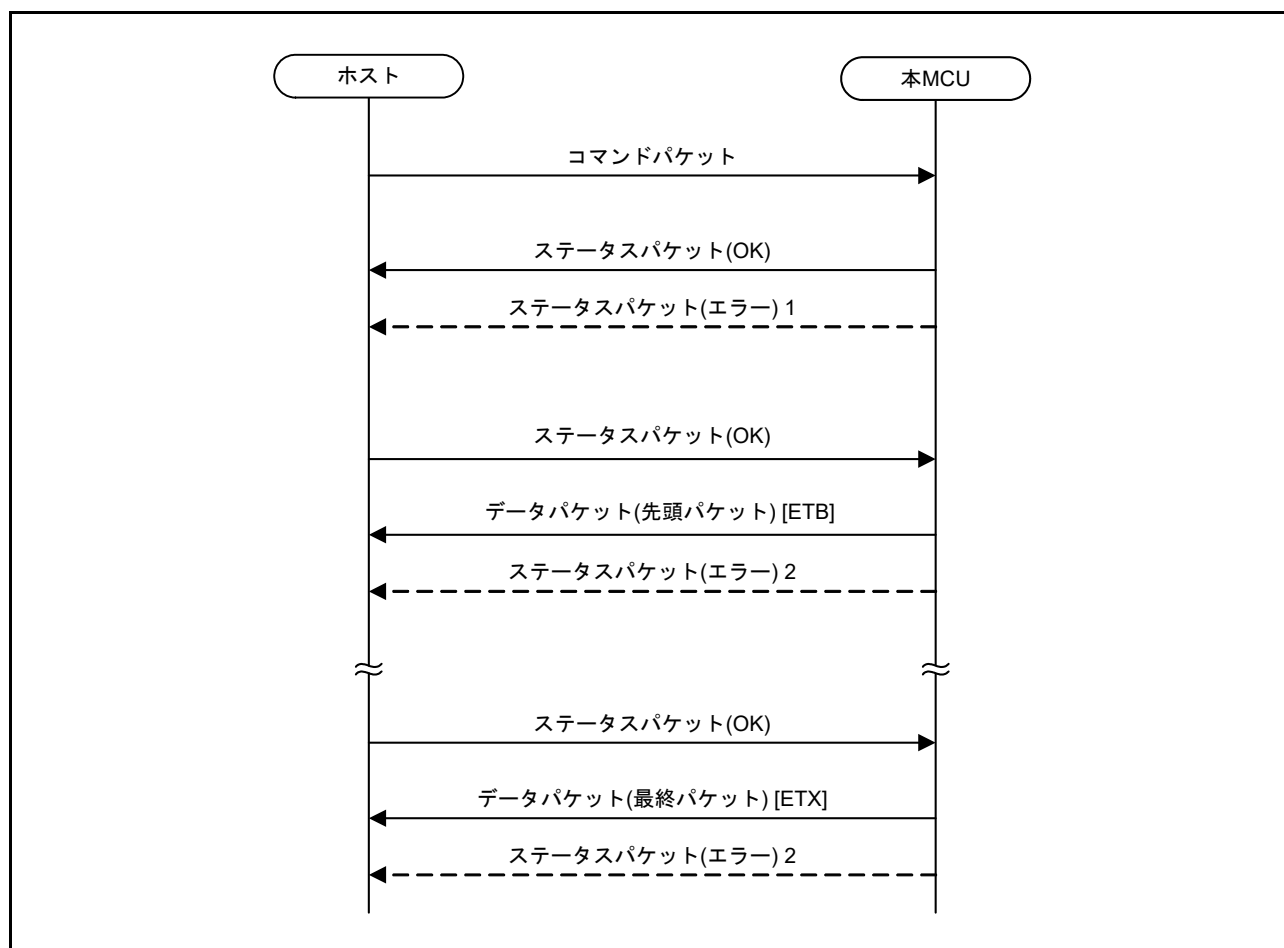 ホスト
本MCU
コマンドパケット
ステータスパケット(OK)
ステータスパケット(エラー) 1
ステータスパケット(OK)
データパケット(先頭パケット) [ETB]
ステータスパケット(エラー) 2
ステータスパケット(OK)
データパケット(最終パケット) [ETX]
ステータスパケット(エラー) 2